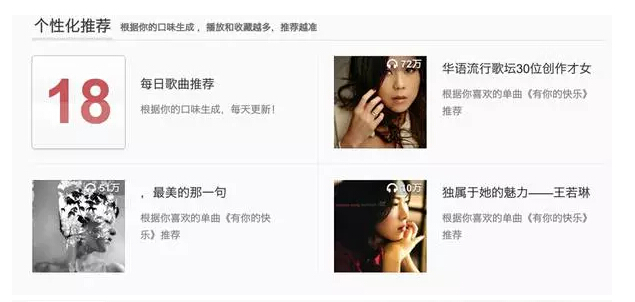 个性化推荐 根据你的口味生成，播放和收藏越多、推荐越准
18
每日歌曲推荐
根据你的口味生成，每天更新！
72万
华语流行歌坛30位创作才女
根据你喜欢的单曲《有你的快乐》
推荐
51万
，最美的那一句
根据你喜欢的单曲《有你的快
乐》推荐
10万
独属于她的魅力——王若琳
根据你喜欢的单曲《有你的快乐》
推荐